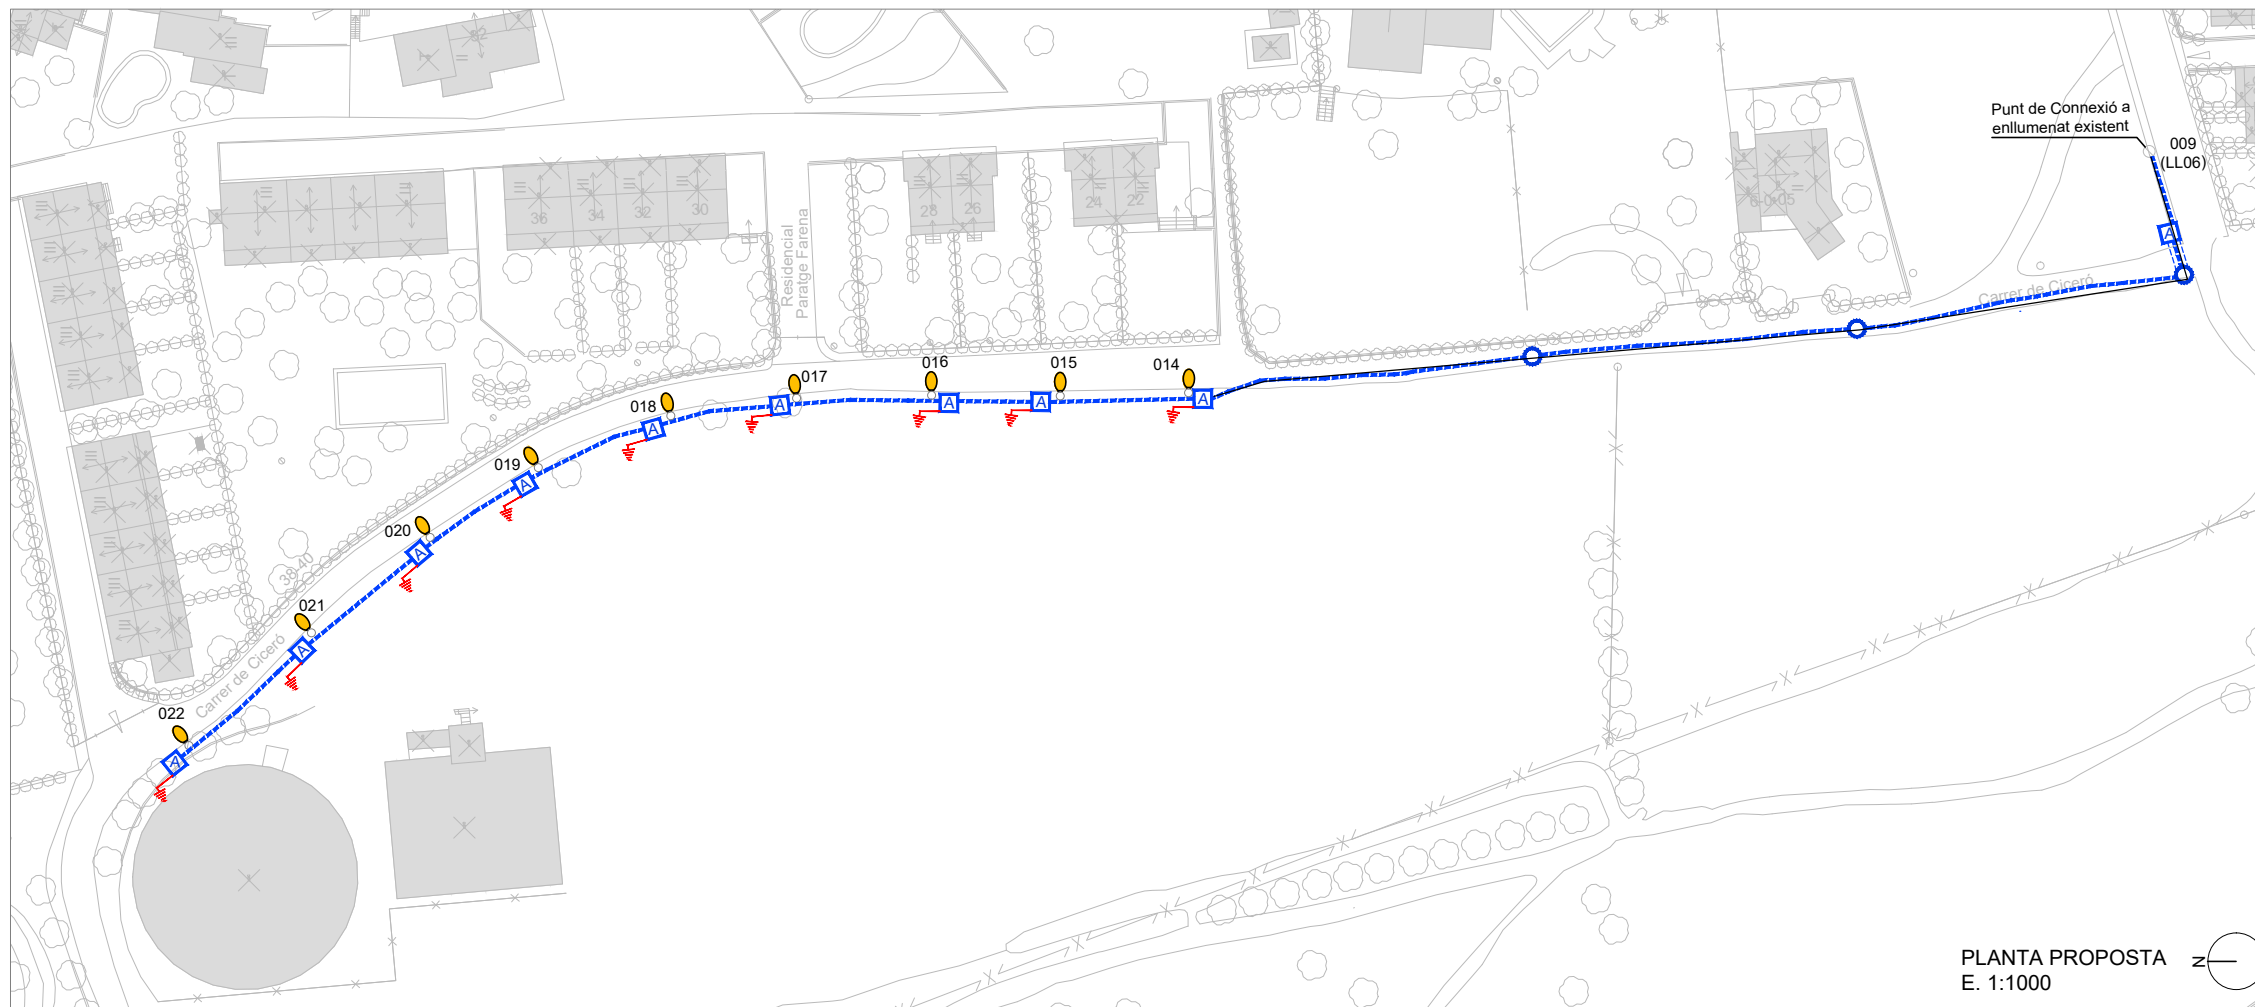 Punt de Connexió a
enllumenat existent
009
(LL06)
36
34
32
30
28
26
24
22
Residencial
Paratge Farena
Carrer de Ciceró
014
015
016
017
018
019
020
021
022
38-40
Carrer de Ciceró
A
A
A
A
A
A
A
A
A
A
PLANTA PROPOSTA
E. 1:1000
N